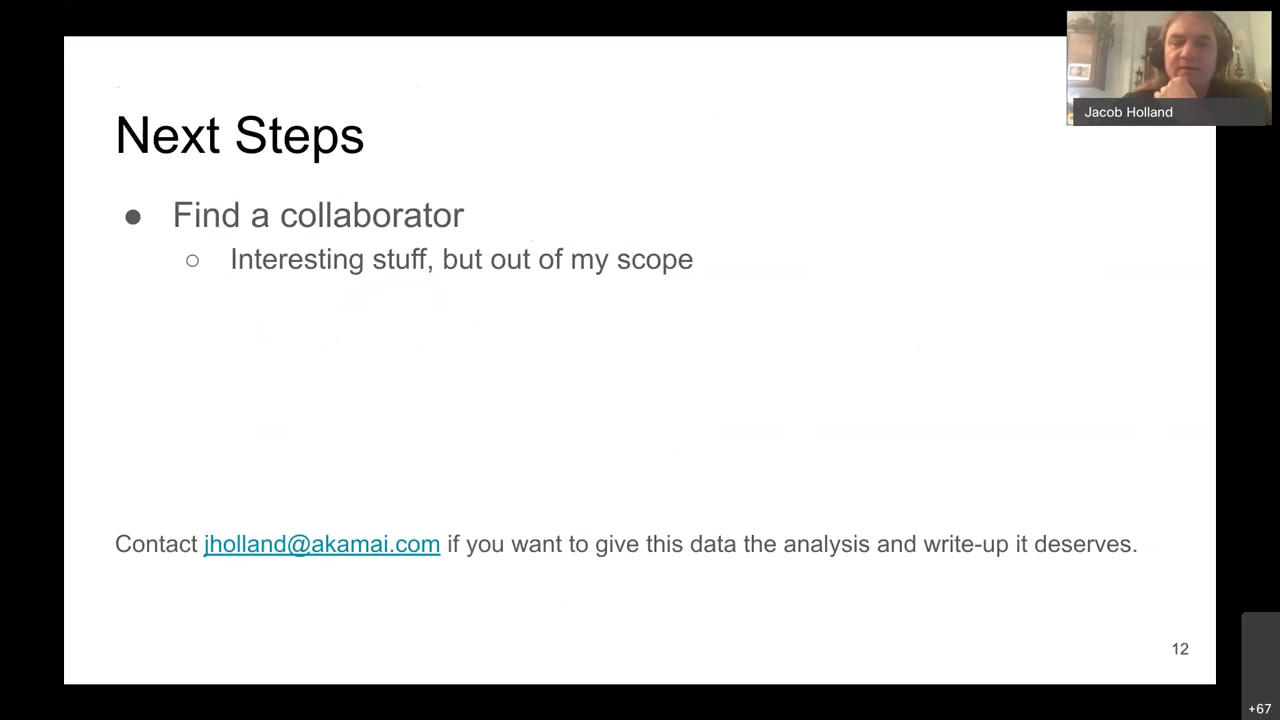 Jacob Holland
Next Steps
● Find a collaborator
○ Interesting stuff, but out of my scope
Contact jholland@akamai.com if you want to give this data the analysis and write-up it deserves.
12
+67